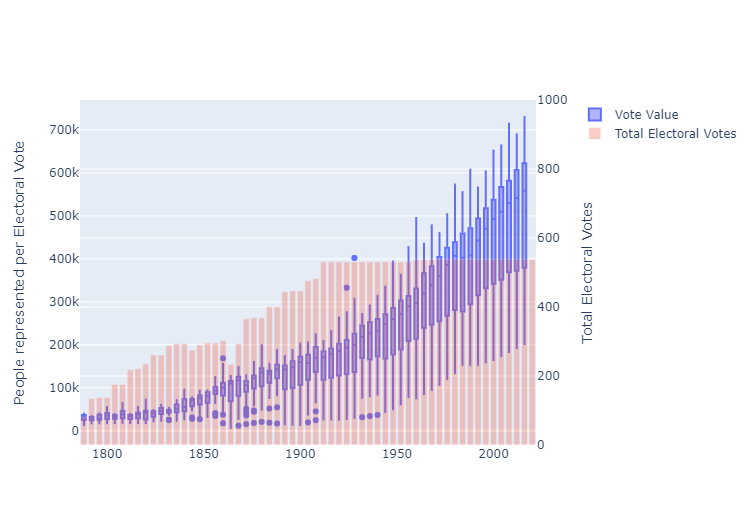 1000
Vote Value
Total Electoral Votes
700k
800
600k
500k
600
400k
300k
400
200k
200
100k
0
0
1800
1850
1900
1950
2000
People represented per Electoral Vote
Total Electoral Votes